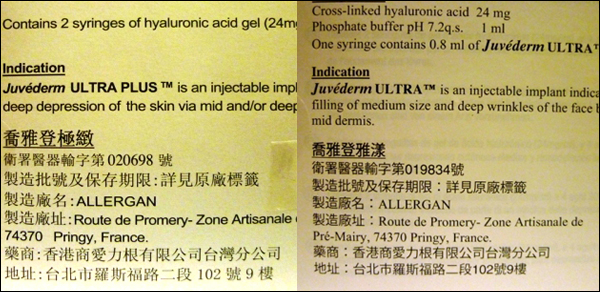 Contains 2 syringes of hyaluronic acid gel (24mg
Indication
Juvéderm ULTRA PLUS ™ is an injectable imp
deep depression of the skin via mid and/or deep
喬雅登極緻
衛署醫器輸字第 020698 號
製造批號及保存期限:詳見原廠標籤
製造廠名:ALLERGAN
製造廠址:Route de Promery- Zone Artisanale d
74370 Pringy, France.
藥商:香港商愛力根有限公司台灣分公司
地址:台北市羅斯福路二段 102 號 9 樓
Cross-linked hyaluronic acid 24 mg
Phosphate buffer pH 7.2q.s. 1 ml
One syringe contains 0.8 ml of Juvéderm ULTRA™
Indication
Juvéderm ULTRA™ is an injectable implant indica
filling of medium size and deep wrinkles of the face b
mid dermis.
喬雅登雅漾
衛署醫器輸字第019834號
製造批號及保存期限：詳見原廠標籤
製造廠名：ALLERGAN
製造廠址：Route de Promery- Zone Artisanale de
Pré-Mairy, 74370 Pringy, France.
藥商：香港商愛力根有限公司台灣分公司
地址：台北市羅斯福路二段102號9樓